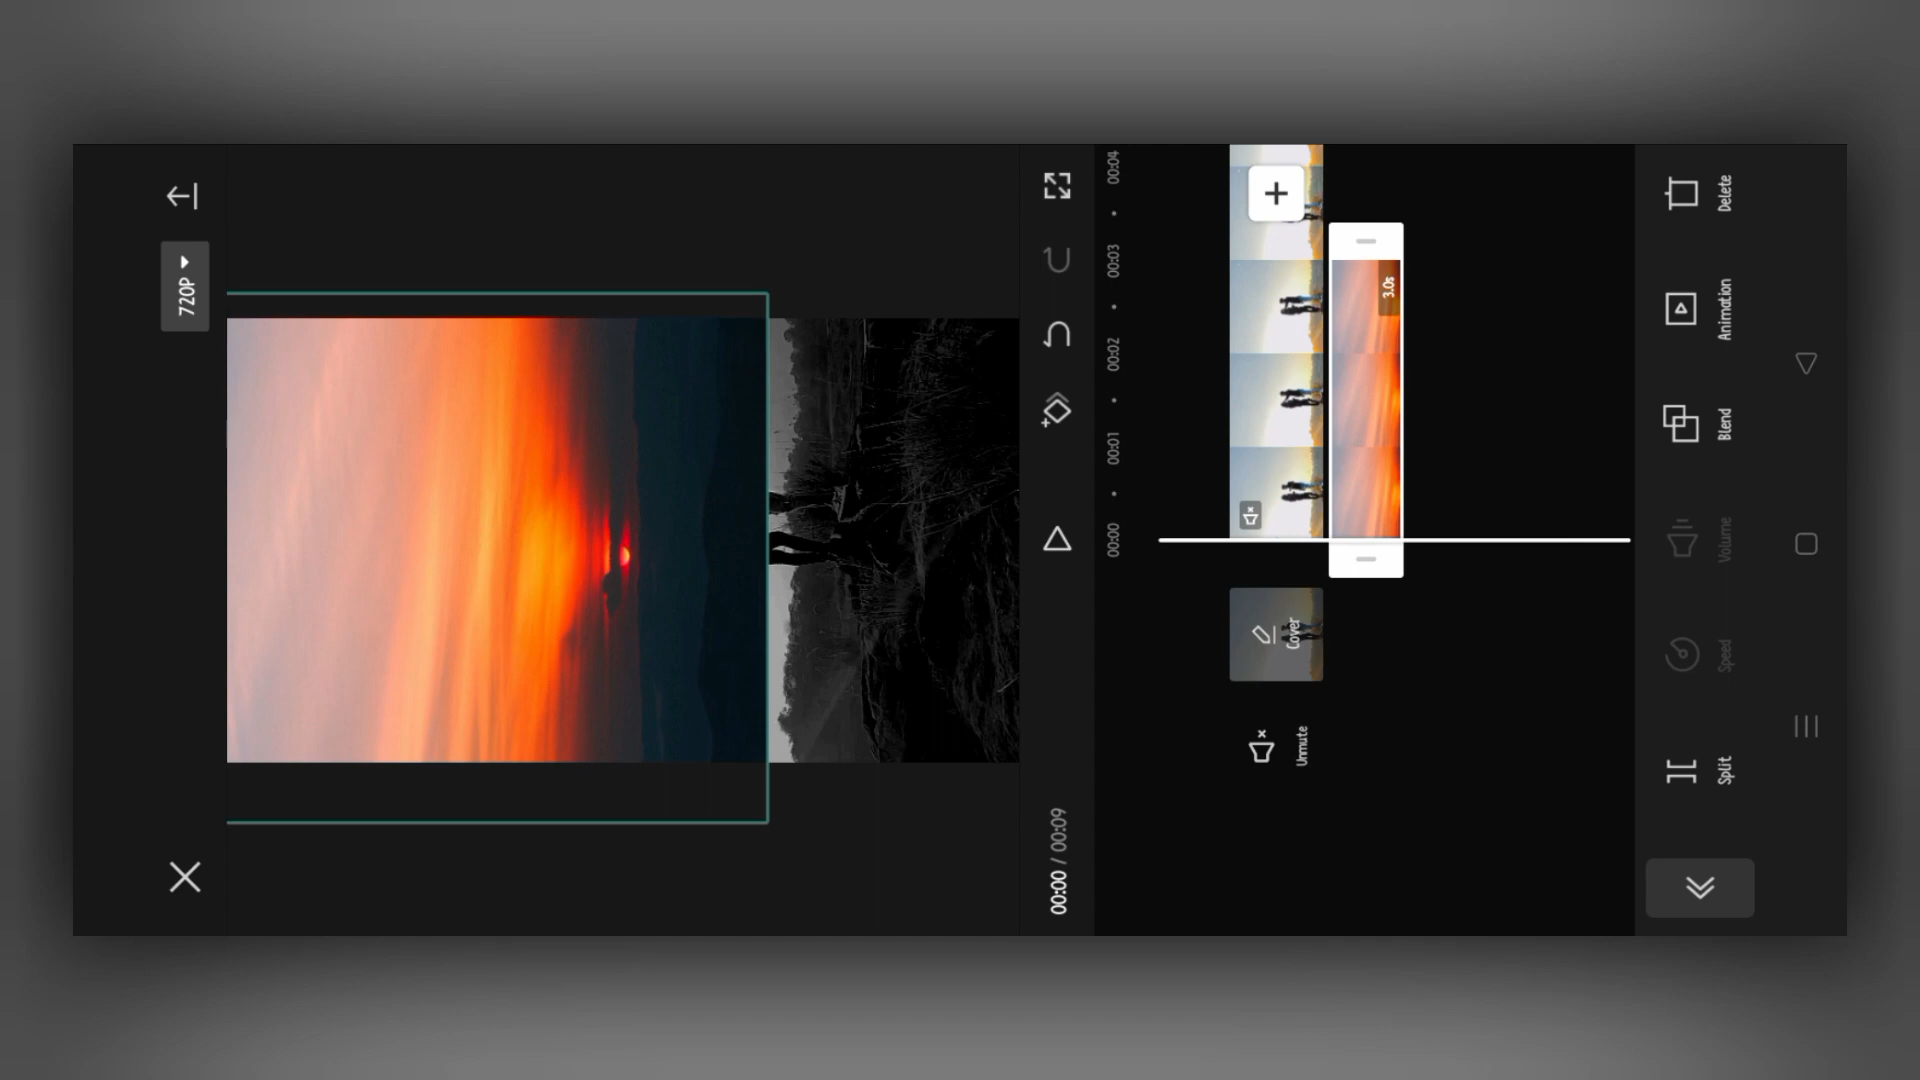 720P
00:00 / 00:09
00:00 • 00:01 • 00:02 • 00:03 • 00:04
Unmute
Cover
3.0s
Split
Speed
Volume
Blend
Animation
Delete